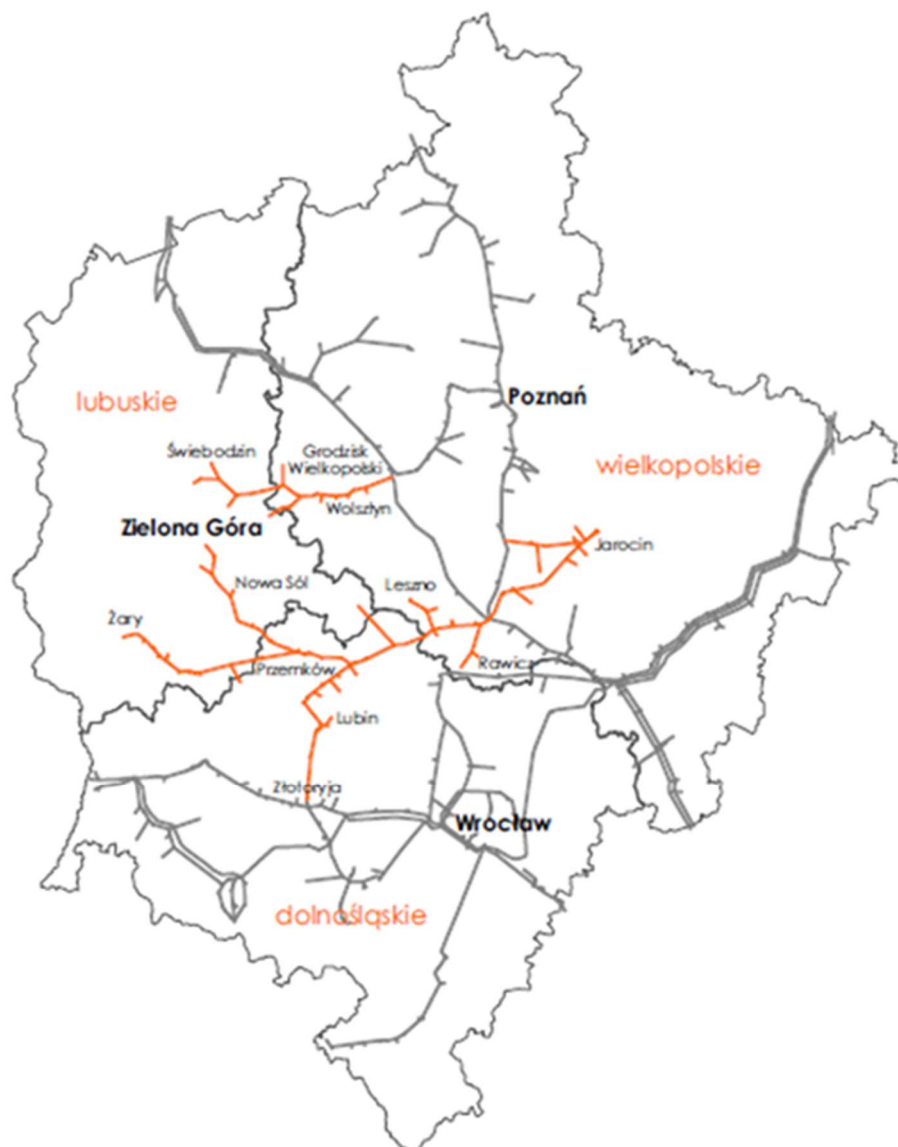 Poznań
lubuskie
Świebodzin
Grodzisk
Wielkopolski
wielkopolskie
Wolsztyn
Zielona Góra
Jarocin
Leszno
Nowa Sól
Żary
Rawicz
Przemków
Lubin
Złotoryja
Wrocław
dolnośląskie